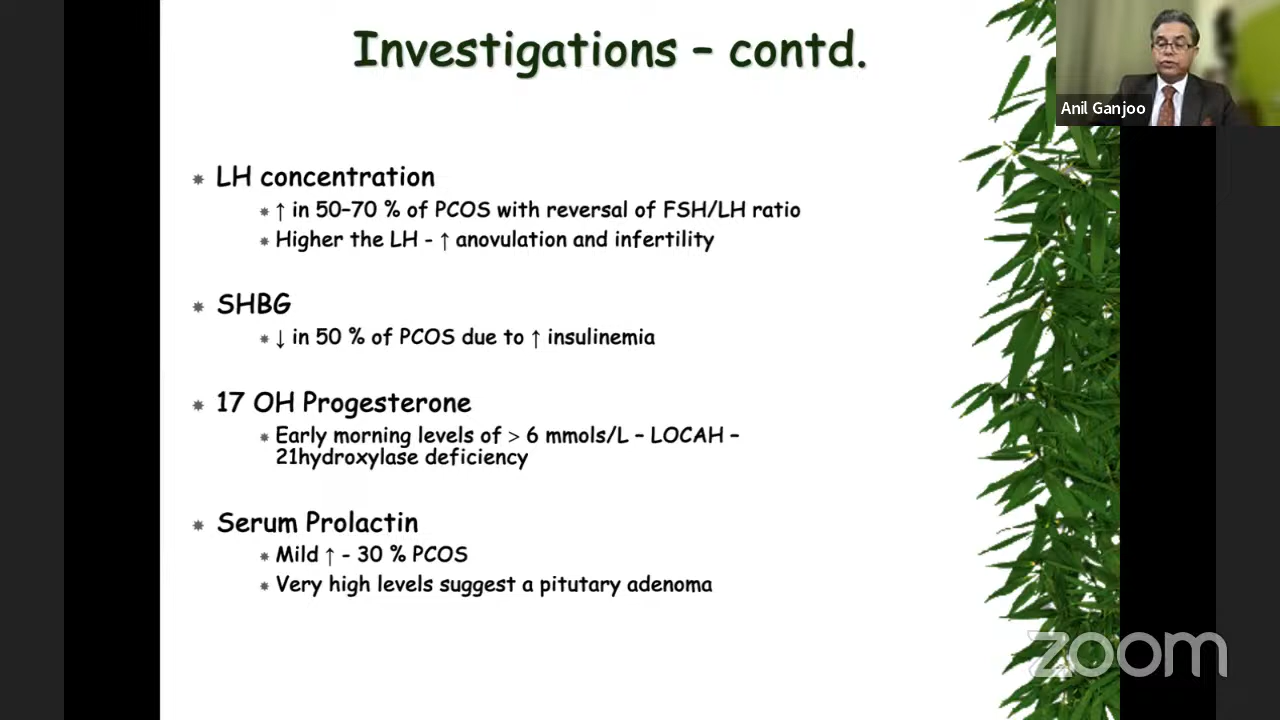 Investigations – contd.
Anil Ganjoo
LH concentration
↑ in 50–70 % of PCOS with reversal of FSH/LH ratio
Higher the LH - ↑ anovulation and infertility
SHBG
↓ in 50 % of PCOS due to ↑ insulinemia
17 OH Progesterone
Early morning levels of > 6 mmols/L – LOCAH –
21hydroxylase deficiency
Serum Prolactin
Mild ↑ - 30 % PCOS
Very high levels suggest a pitutary adenoma
zoom